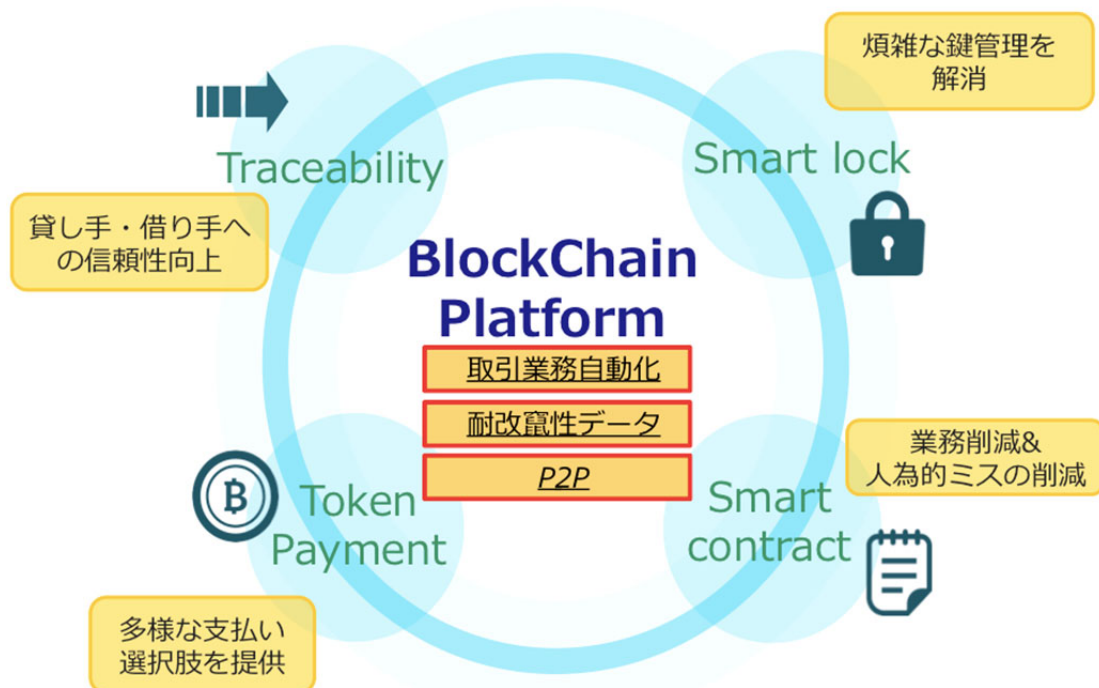 煩雑な鍵管理を
解消
Traceability
Smart lock
貸し手・借り手へ
の信頼性向上
BlockChain
Platform
取引業務自動化
耐改竄性データ
P2P
業務削減&
人為的ミスの削減
Token
Payment
Smart
contract
多様な支払い
選択肢を提供